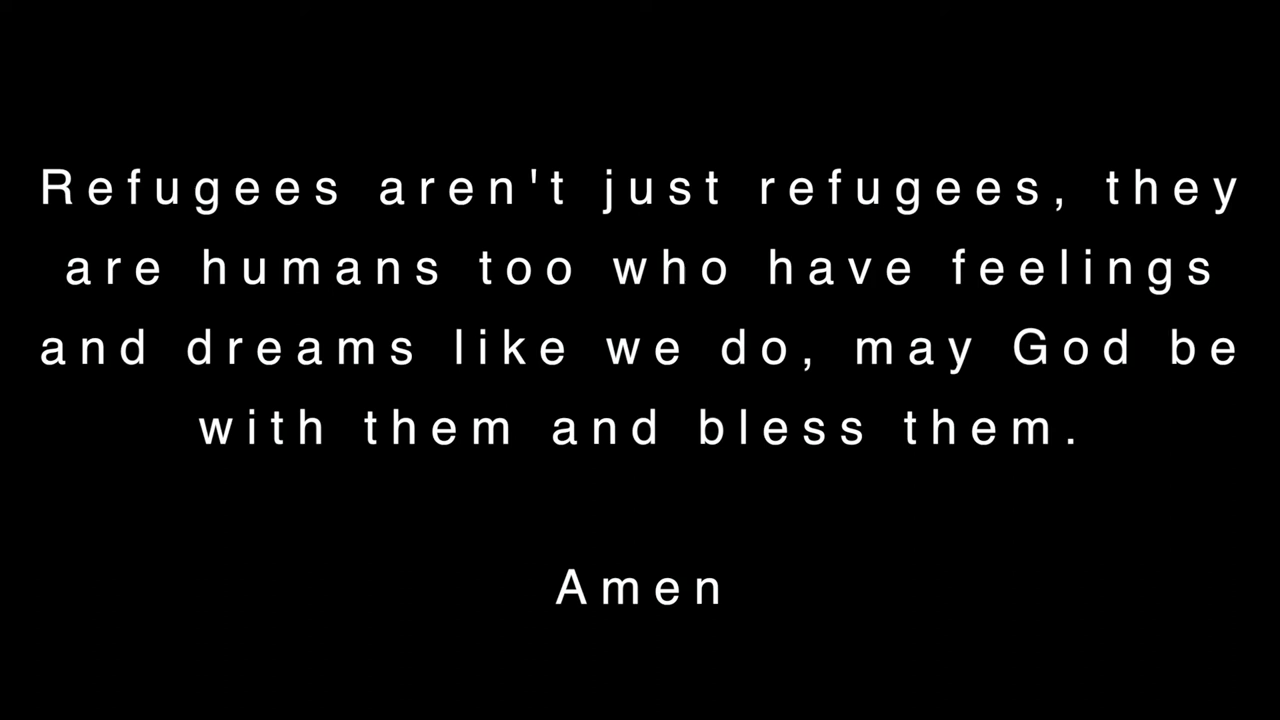 Refugees aren't just refugees, they
are humans too who have feelings
and dreams like we do, may God be
with them and bless them.
Amen